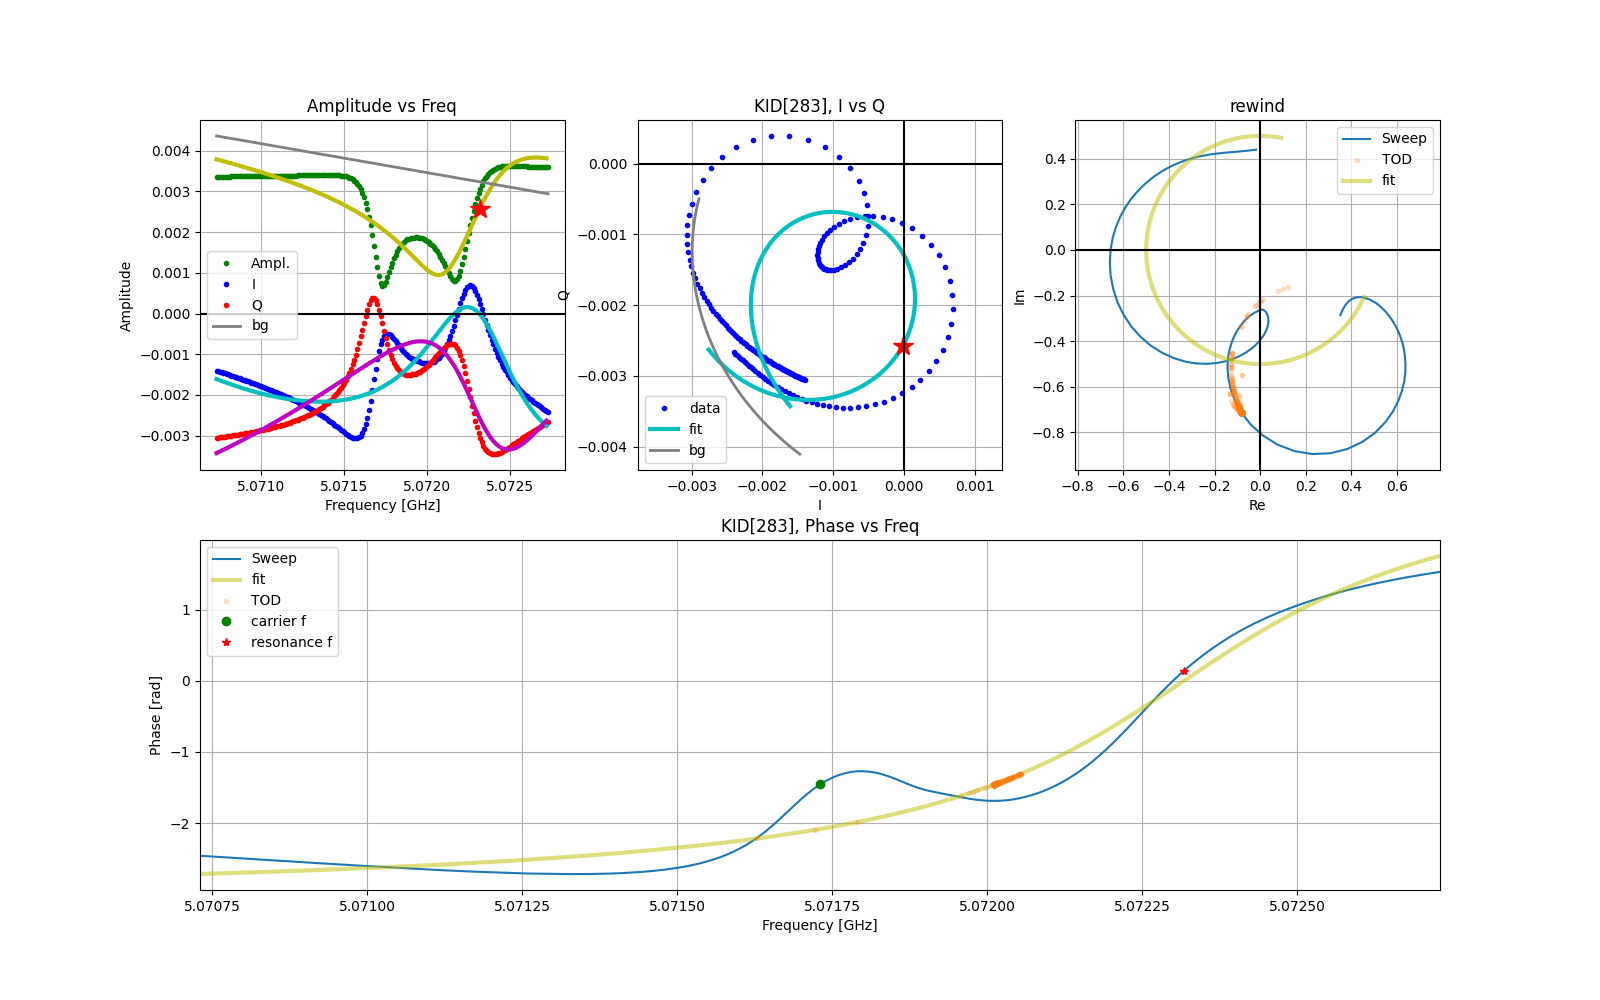 Amplitude vs Freq
Amplitude
0.004
0.003
0.002
0.001
0.000
−0.001
−0.002
−0.003
Ampl.
I
Q
bg
5.0710
5.0715
5.0720
5.0725
Frequency [GHz]
KID[283], I vs Q
Q
0.000
−0.001
−0.002
−0.003
−0.004
data
fit
bg
−0.003
−0.002
−0.001
0.000
0.001
I
rewind
Im
0.4
0.2
0.0
−0.2
−0.4
−0.6
−0.8
Sweep
TOD
fit
−0.8
−0.6
−0.4
−0.2
0.0
0.2
0.4
0.6
Re
KID[283], Phase vs Freq
Phase [rad]
1
0
−1
−2
Sweep
fit
TOD
carrier f
resonance f
5.07075
5.07100
5.07125
5.07150
5.07175
5.07200
5.07225
5.07250
Frequency [GHz]